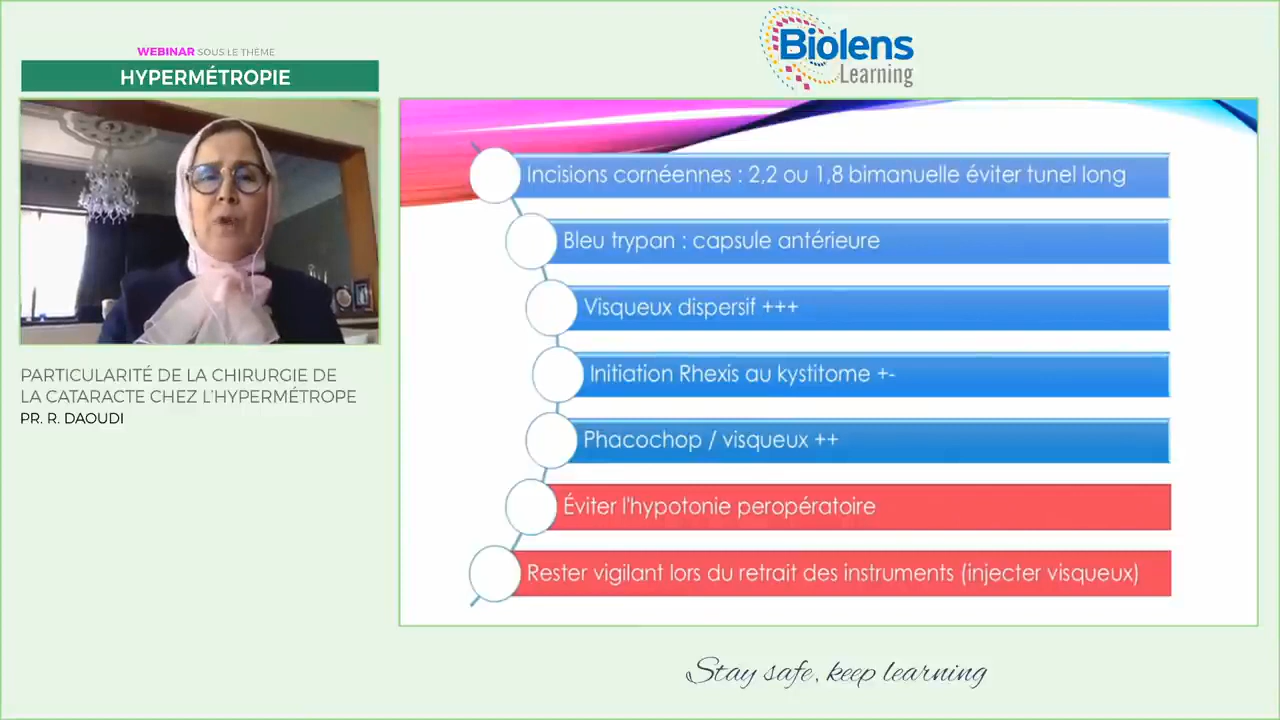 WEBINAR SOUS LE THÈME
HYPERMÉTROPIE
Biolens
Learning
PARTICULARITÉ DE LA CHIRURGIE DE
LA CATARACTE CHEZ L'HYPERMÉTROPE
PR. R. DAOUDI
Incisions cornéennes : 2,2 ou 1,8 bimanuelle éviter tunel long
Bleu trypan : capsule antérieure
Visqueux dispersif +++
Initiation Rhexis au kystitome +-
Phacochop / visqueux ++
Éviter l'hypotonie peropératoire
Rester vigilant lors du retrait des instruments (injecter visqueux)
Stay safe, keep learning